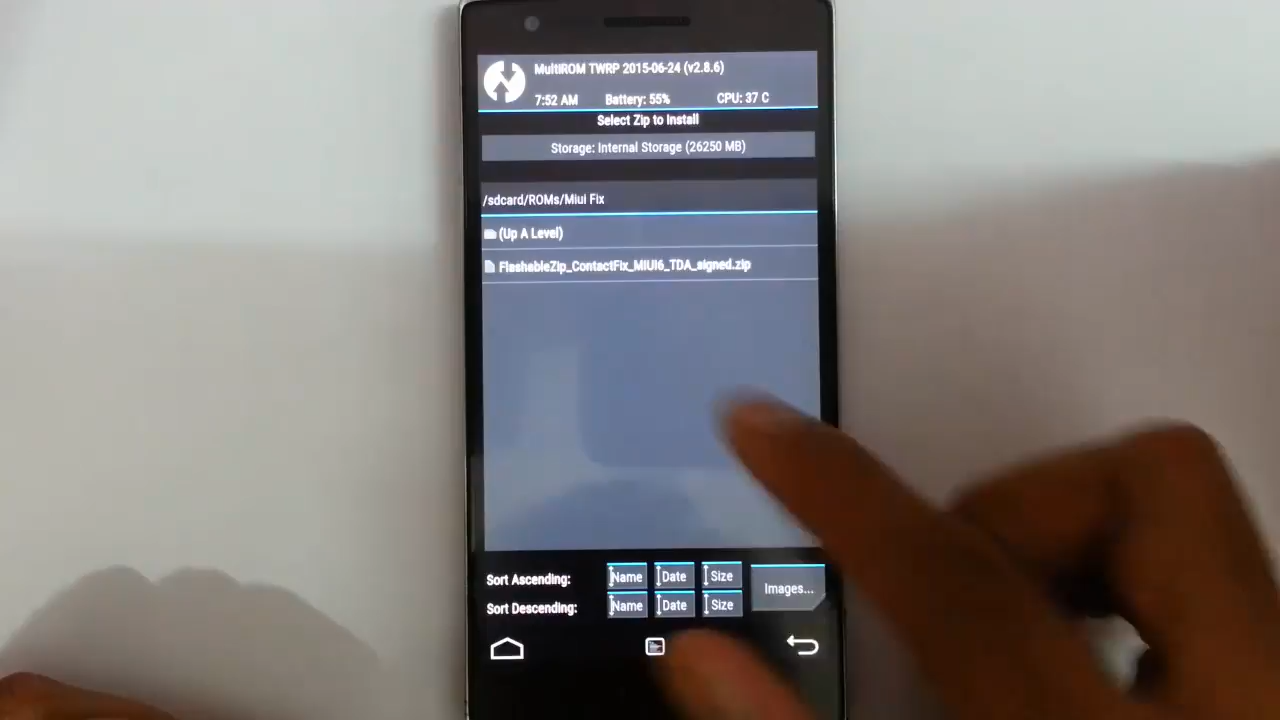 MultiROM TWRP 2015-06-24 (v2.8.6)
7:52 AM Battery: 55% CPU: 37 C
Select Zip to Install
Storage: Internal Storage (26250 MB)
/sdcard/ROMs/Miui Fix
(Up A Level)
FlashableZip_ContactFix_MIUI6_TDA_signed.zip
Sort Ascending: Name Date Size
Images...
Sort Descending: Name Date Size